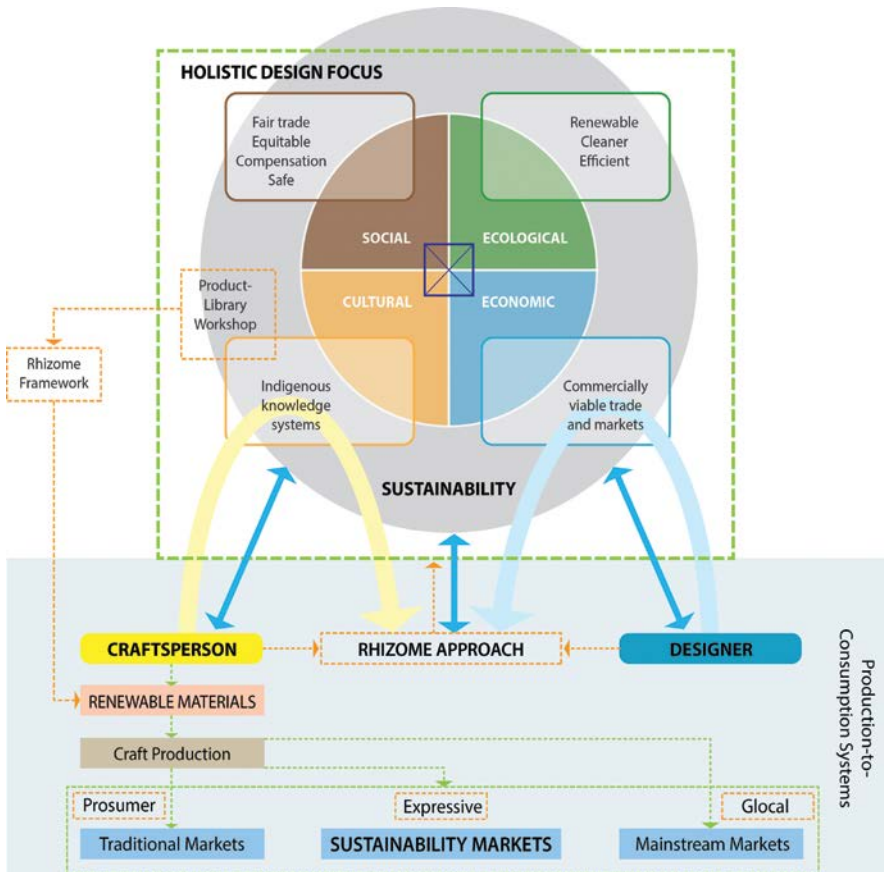 HOLISTIC DESIGN FOCUS
Fair trade
Equitable
Compensation
Safe
Renewable
Cleaner
Efficient
SOCIAL
ECOLOGICAL
CULTURAL
ECONOMIC
Product-
Library
Workshop
Rhizome
Framework
Indigenous
knowledge
systems
Commercially
viable trade
and markets
SUSTAINABILITY
CRAFTSPERSON
RHIZOME APPROACH
DESIGNER
RENEWABLE MATERIALS
Craft Production
Production-to-
Consumption Systems
Prosumer
Expressive
Glocal
Traditional Markets
SUSTAINABILITY MARKETS
Mainstream Markets